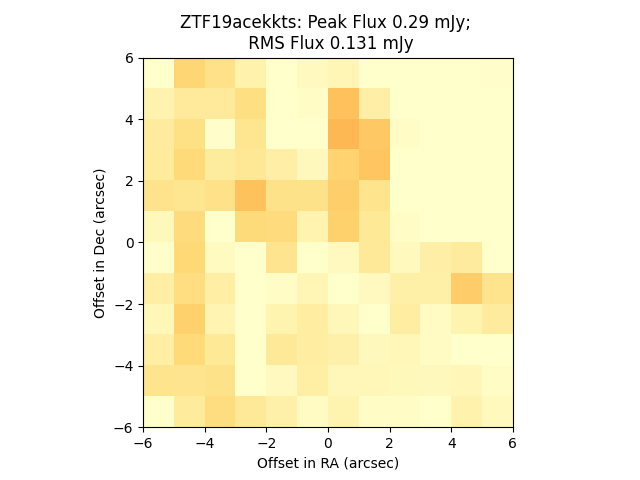 ZTF19acekkts: Peak Flux 0.29 mJy;
RMS Flux 0.131 mJy
6
4
2
0
−2
−4
−6
Offset in Dec (arcsec)
−6 −4 −2 0 2 4 6
Offset in RA (arcsec)